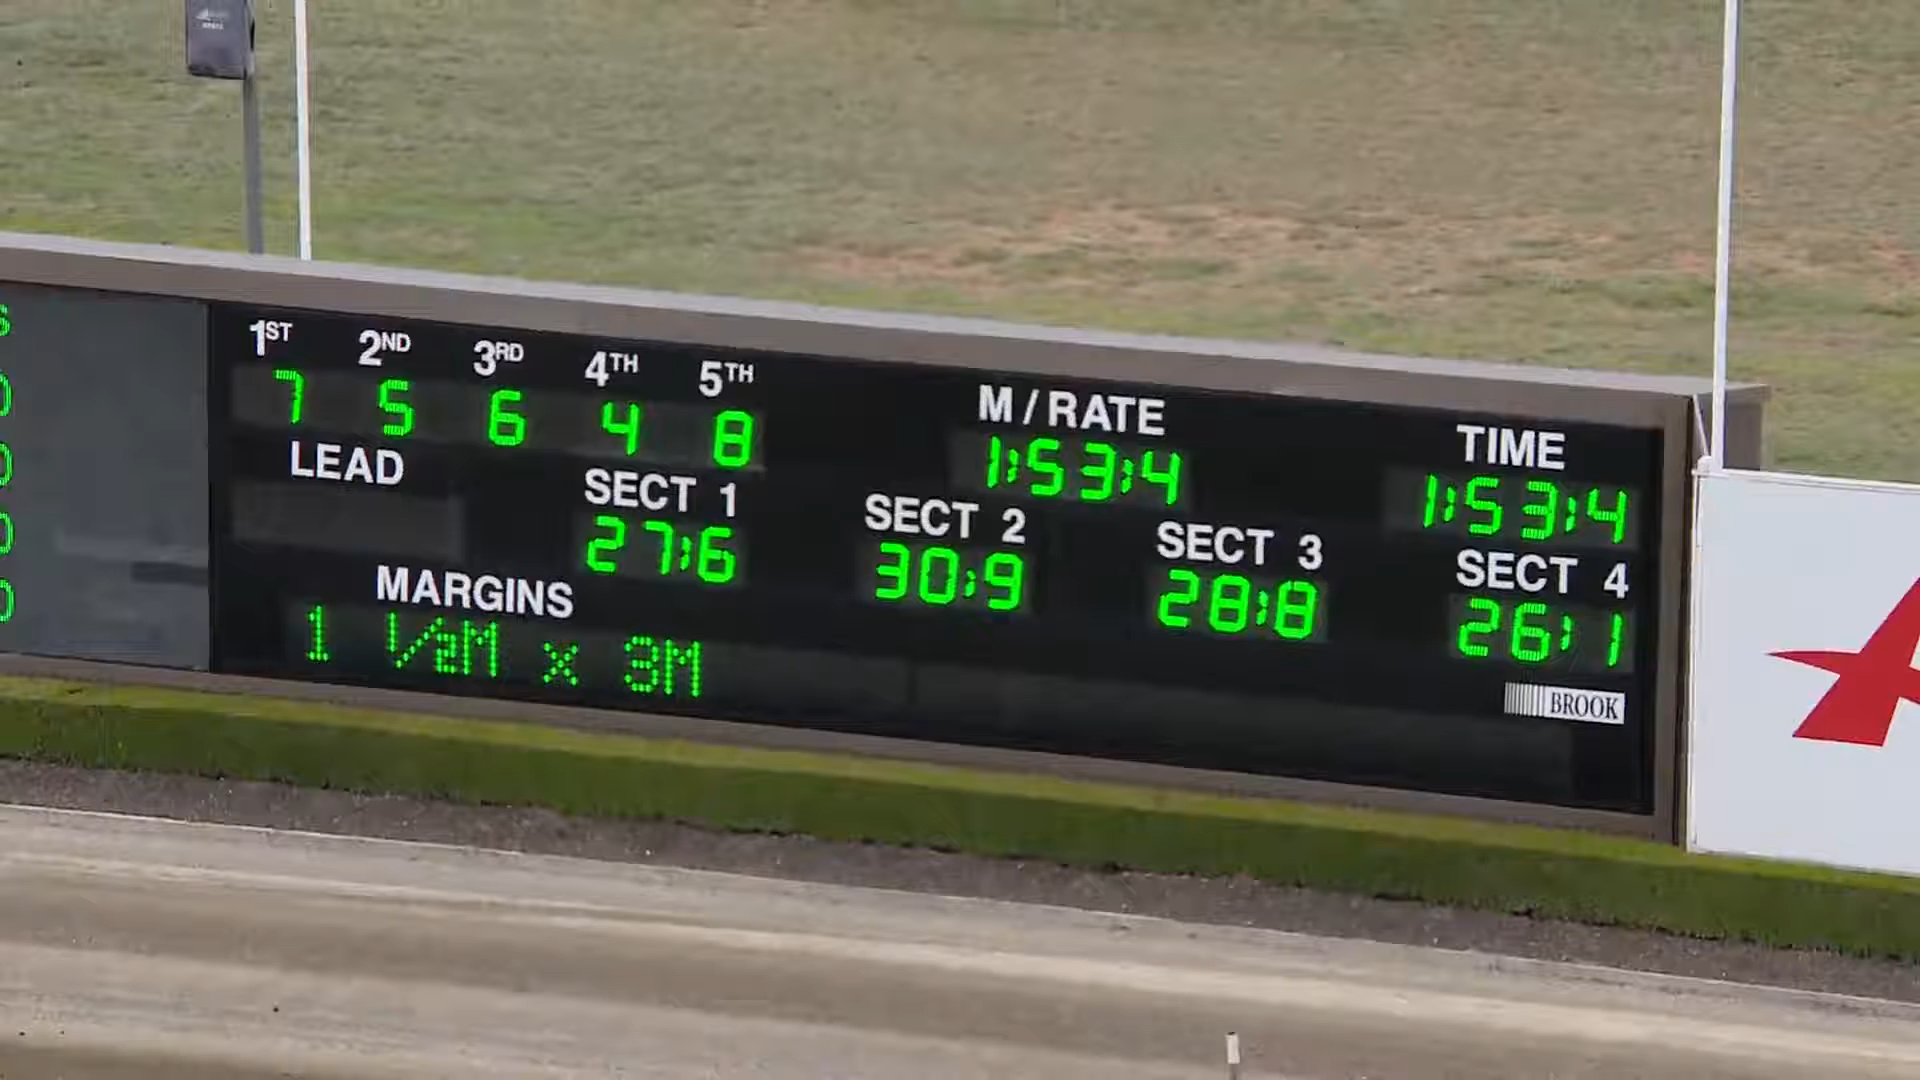 1ST 2ND 3RD 4TH 5TH
7 5 6 4 8
M/RATE
1:53:4
TIME
1:53:4
LEAD
SECT 1
27:6
SECT 2
30:9
SECT 3
28:8
SECT 4
26:1
MARGINS
1 1/2M x 3M
BROOK